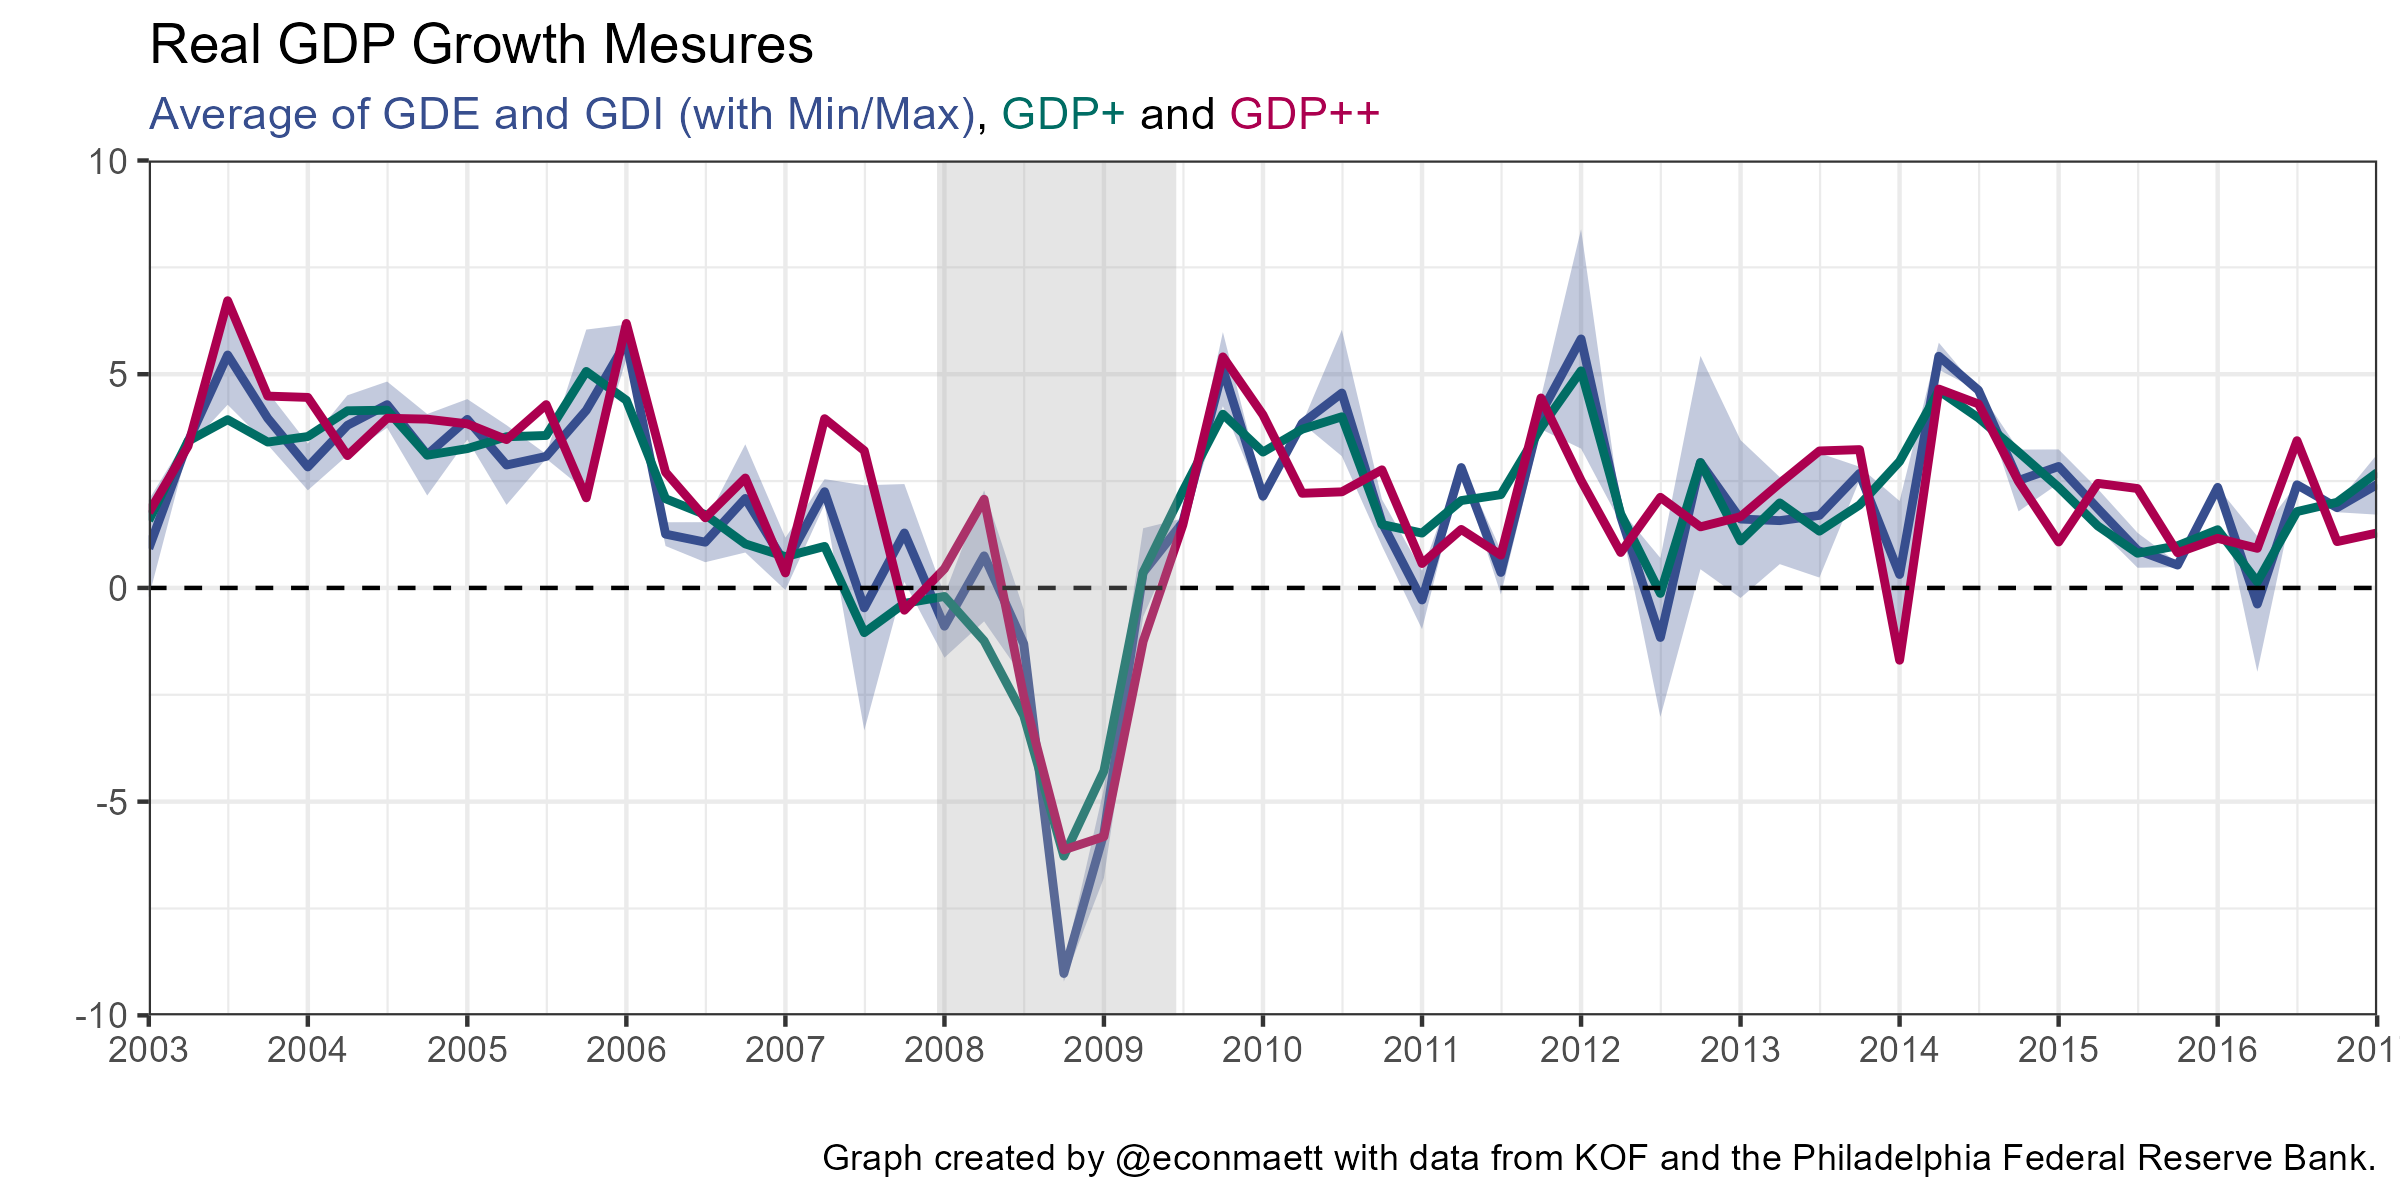 Real GDP Growth Mesures
Average of GDE and GDI (with Min/Max), GDP+ and GDP++
10
5
0
-5
-10
2003 2004 2005 2006 2007 2008 2009 2010 2011 2012 2013 2014 2015 2016 201
Graph created by @econmaett with data from KOF and the Philadelphia Federal Reserve Bank.